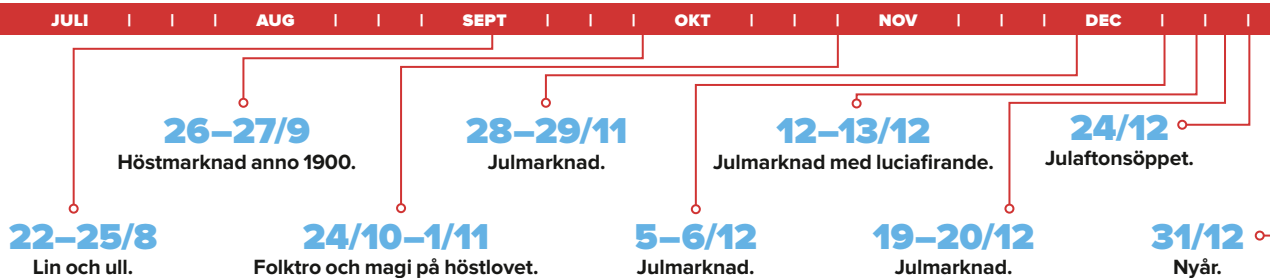 JULI AUG SEPT OKT NOV DEC
26–27/9
Höstmarknad anno 1900.
28–29/11
Julmarknad.
12–13/12
Julmarknad med luciafirande.
24/12
Julaftonsöppet.
22–25/8
Lin och ull.
24/10–1/11
Folktro och magi på höstlovet.
5–6/12
Julmarknad.
19–20/12
Julmarknad.
31/12
Nyår.